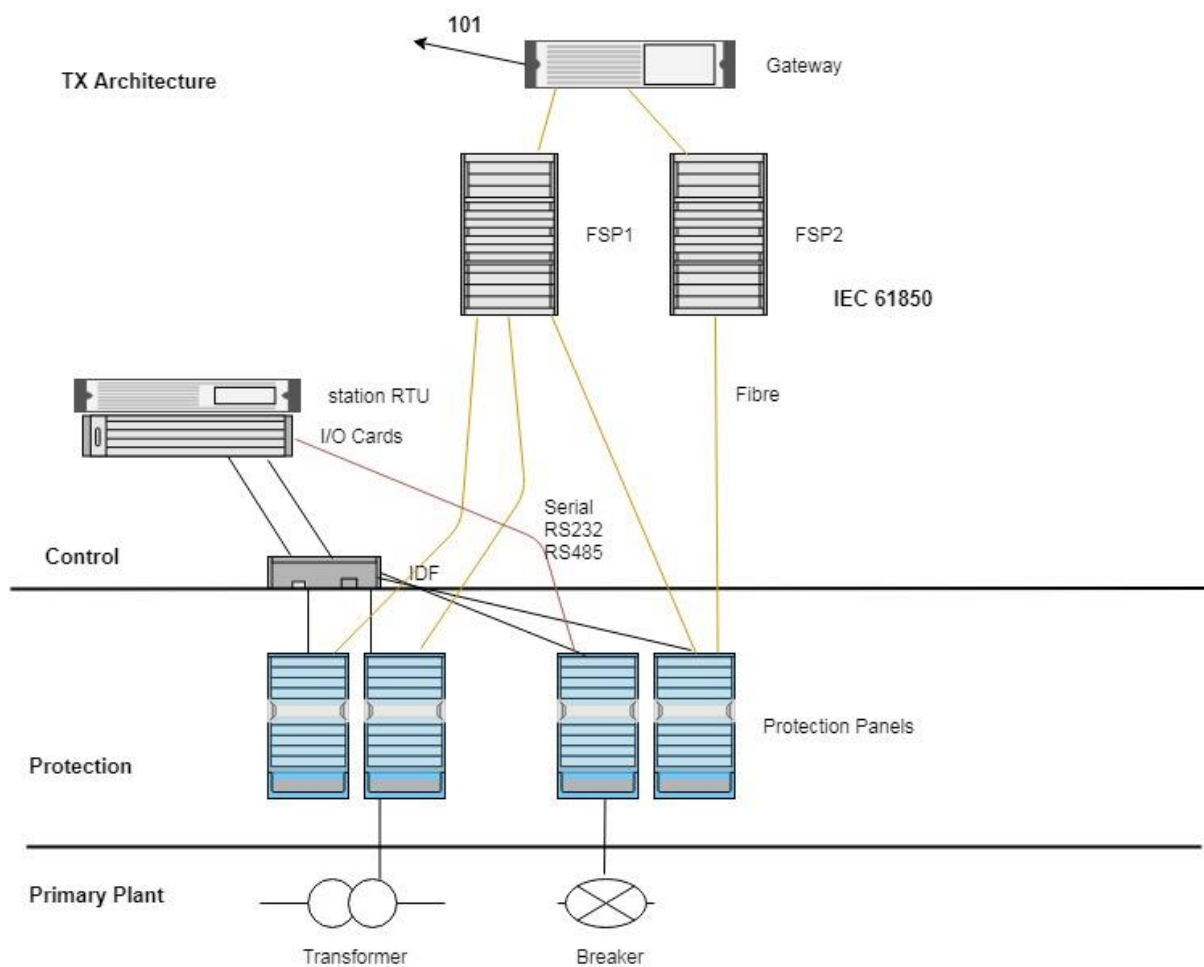 101
TX Architecture
Gateway
FSP1
FSP2
IEC 61850
station RTU
Fibre
I/O Cards
Serial
RS232
RS485
Control
IDF
Protection Panels
Protection
Primary Plant
Transformer
Breaker